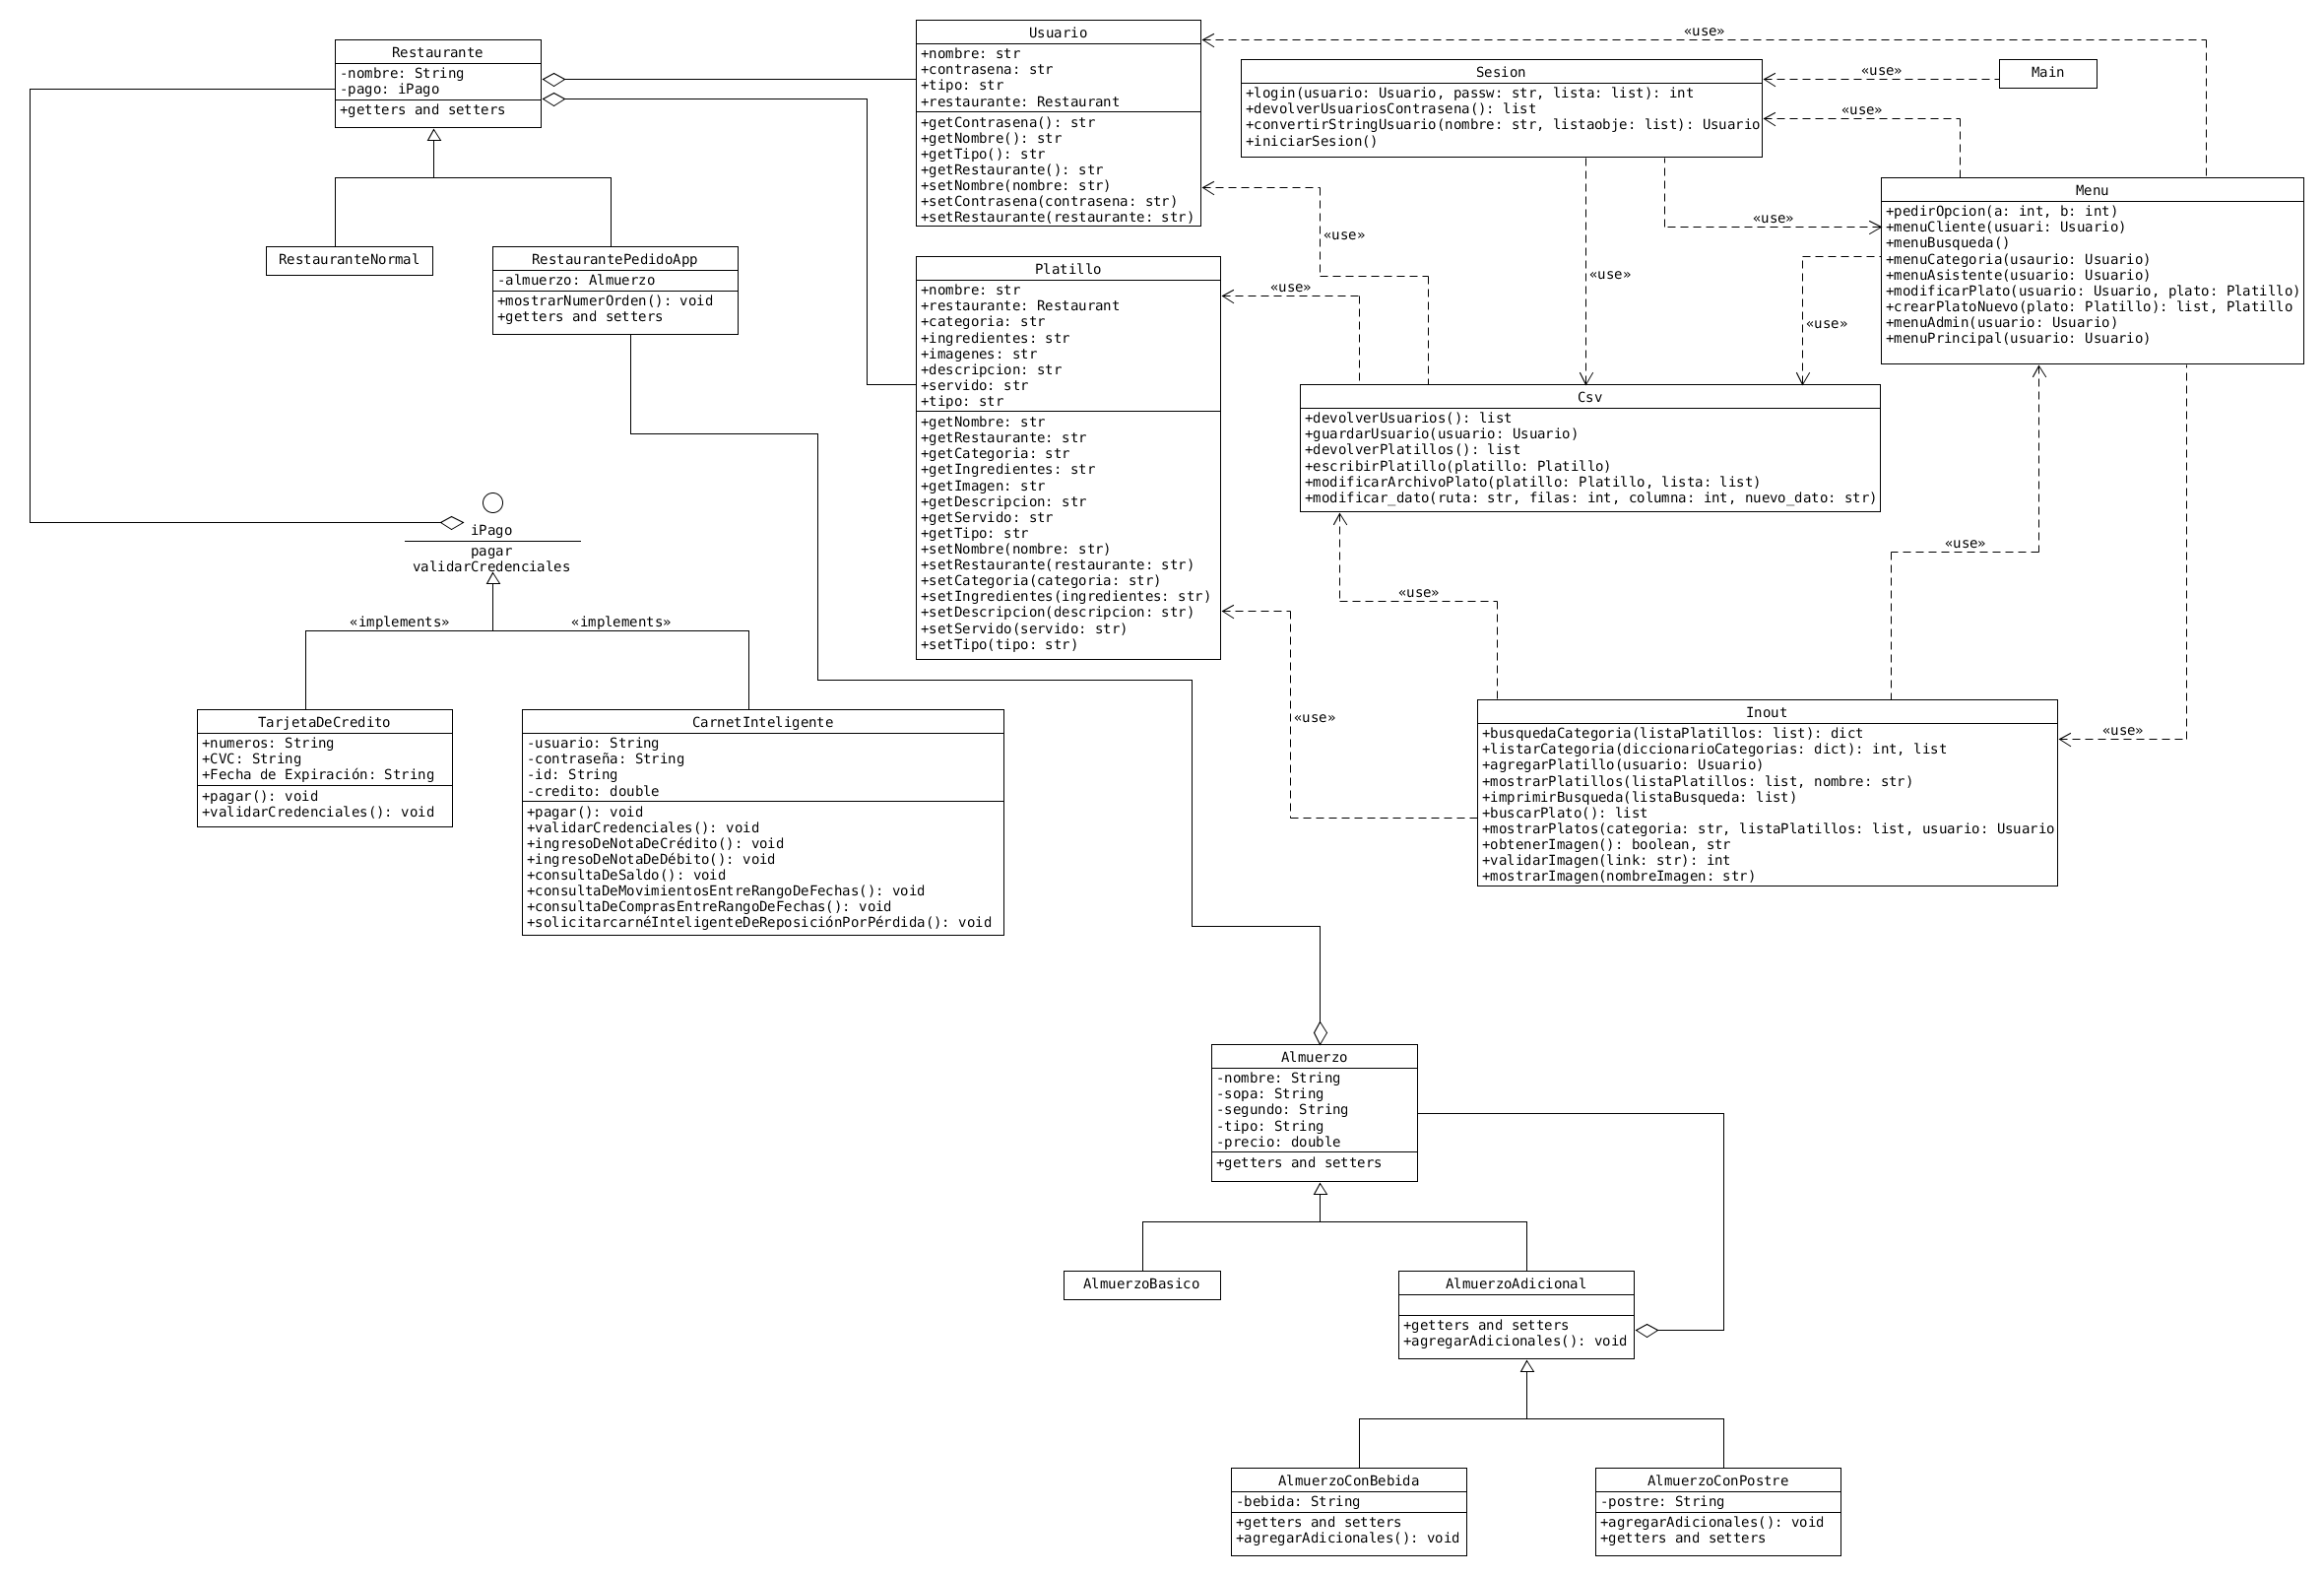 Restaurante
-nombre: String
-pago: iPago
+getters and setters
RestauranteNormal
RestaurantePedidoApp
-almuerzo: Almuerzo
+mostrarNumerOrden(): void
+getters and setters
iPago
pagar
validarCredenciales
«implements»
«implements»
TarjetaDeCredito
+numeros: String
+CVC: String
+Fecha de Expiración: String
+pagar(): void
+validarCredenciales(): void
CarnetInteligente
-usuario: String
-contraseña: String
-id: String
-credito: double
+pagar(): void
+validarCredenciales(): void
+ingresoDeNotaDeCrédito(): void
+ingresoDeNotaDeDébito(): void
+consultaDeSaldo(): void
+consultaDeMovimientosEntreRangoDeFechas(): void
+consultaDeComprasEntreRangoDeFechas(): void
+solicitarcarnéInteligenteDeReposiciónPorPérdida(): void
Usuario
+nombre: str
+contrasena: str
+tipo: str
+restaurante: Restaurant
+getContrasena(): str
+getNombre(): str
+getTipo(): str
+getRestaurante(): str
+setNombre(nombre: str)
+setContrasena(contrasena: str)
+setRestaurante(restaurante: str)
Platillo
+nombre: str
+restaurante: Restaurant
+categoria: str
+ingredientes: str
+imagenes: str
+descripcion: str
+servido: str
+tipo: str
+getNombre: str
+getRestaurante: str
+getCategoria: str
+getIngredientes: str
+getImagen: str
+getDescripcion: str
+getServido: str
+getTipo: str
+setNombre(nombre: str)
+setRestaurante(restaurante: str)
+setCategoria(categoria: str)
+setIngredientes(ingredientes: str)
+setDescripcion(descripcion: str)
+setServido(servido: str)
+setTipo(tipo: str)
«use»
Sesion
+login(usuario: Usuario, passw: str, lista: list): int
+devolverUsuariosContrasena(): list
+convertirStringUsuario(nombre: str, listaobje: list): Usuario
+iniciarSesion()
«use»
Main
«use»
Menu
+pedirOpcion(a: int, b: int)
+menuCliente(usuari: Usuario)
+menuBusqueda()
+menuCategoria(usaurio: Usuario)
+menuAsistente(usuario: Usuario)
+modificarPlato(usuario: Usuario, plato: Platillo)
+crearPlatoNuevo(plato: Platillo): list, Platillo
+menuAdmin(usuario: Usuario)
+menuPrincipal(usuario: Usuario)
«use»
«use»
«use»
«use»
«use»
Csv
+devolverUsuarios(): list
+guardarUsuario(usuario: Usuario)
+devolverPlatillos(): list
+escribirPlatillo(platillo: Platillo)
+modificarArchivoPlato(platillo: Platillo, lista: list)
+modificar_dato(ruta: str, filas: int, columna: int, nuevo_dato: str)
«use»
«use»
«use»
«use»
Inout
+busquedaCategoria(listaPlatillos: list): dict
+listarCategoria(diccionarioCategorias: dict): int, list
+agregarPlatillo(usuario: Usuario)
+mostrarPlatillos(listaPlatillos: list, nombre: str)
+imprimirBusqueda(listaBusqueda: list)
+buscarPlato(): list
+mostrarPlatos(categoria: str, listaPlatillos: list, usuario: Usuario
+obtenerImagen(): boolean, str
+validarImagen(link: str): int
+mostrarImagen(nombreImagen: str)
Almuerzo
-nombre: String
-sopa: String
-segundo: String
-tipo: String
-precio: double
+getters and setters
AlmuerzoBasico
AlmuerzoAdicional
+getters and setters
+agregarAdicionales(): void
AlmuerzoConBebida
-bebida: String
+getters and setters
+agregarAdicionales(): void
AlmuerzoConPostre
-postre: String
+agregarAdicionales(): void
+getters and setters